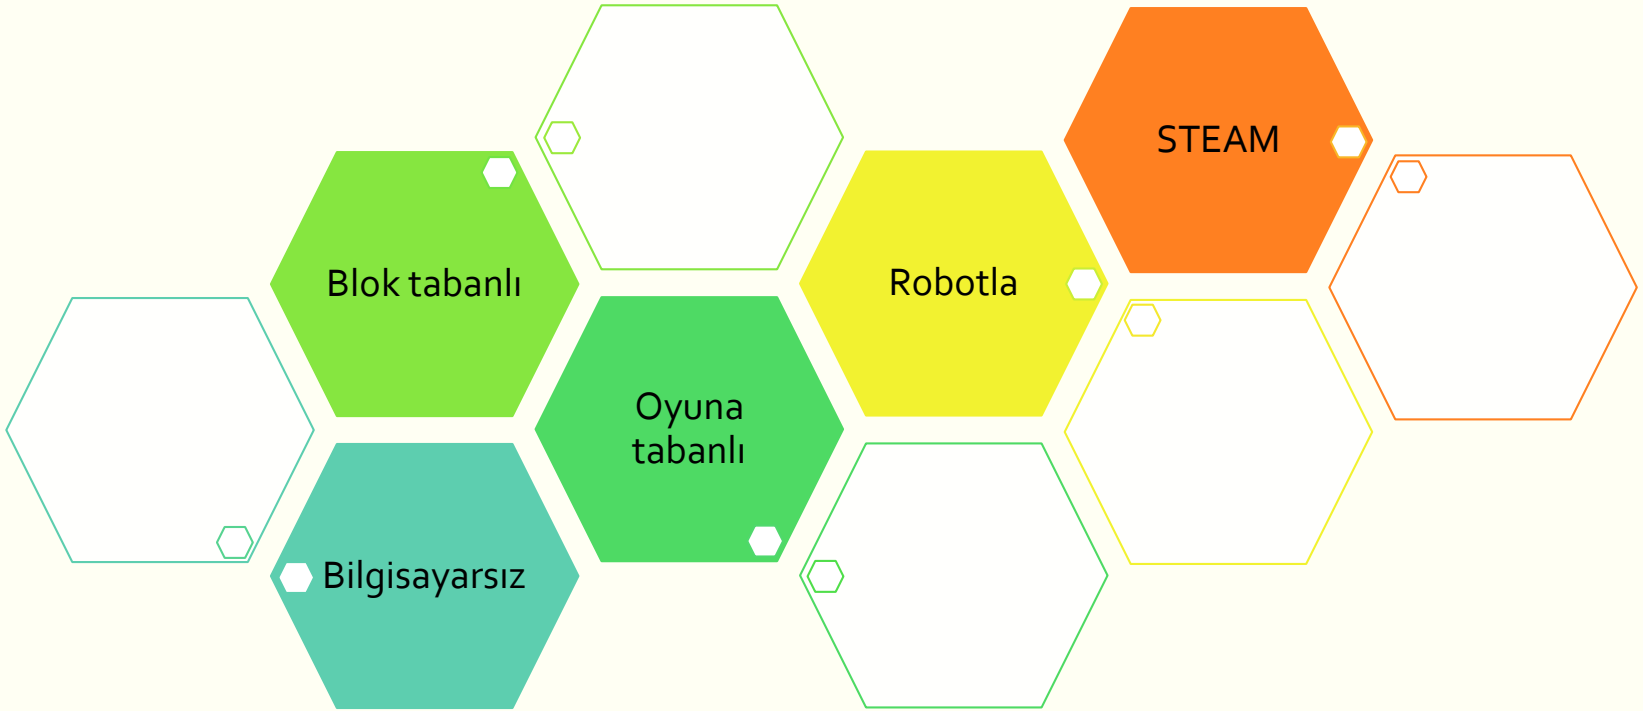 STEAM
Blok tabanlı
Robotla
Oyuna
tabanlı
Bilgisayarsız